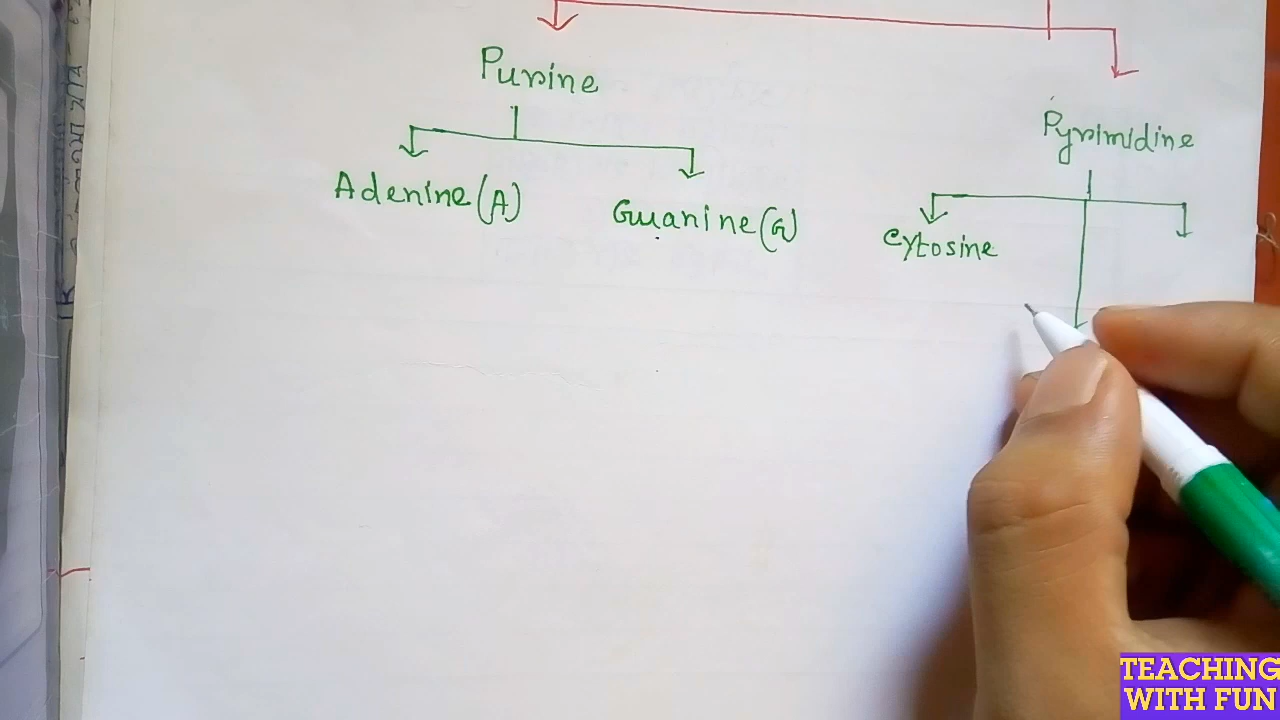 Purine
Pyrimidine
Adenine (A)
Guanine (G)
Cytosine
TEACHING
WITH FUN